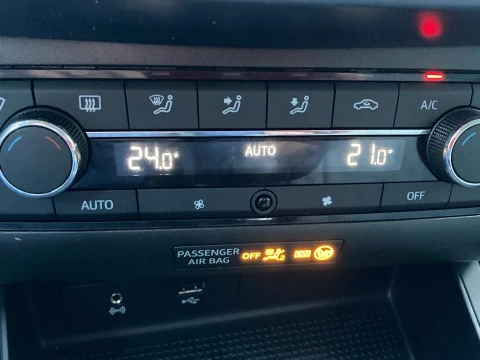 A/C
24.0°
AUTO
21.0°
AUTO
OFF
PASSENGER
AIR BAG
OFF